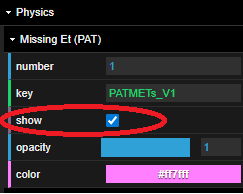 Physics
Missing Et (PAT)
number 1
key PATMETs_V1
show
opacity 1
color #ff7fff